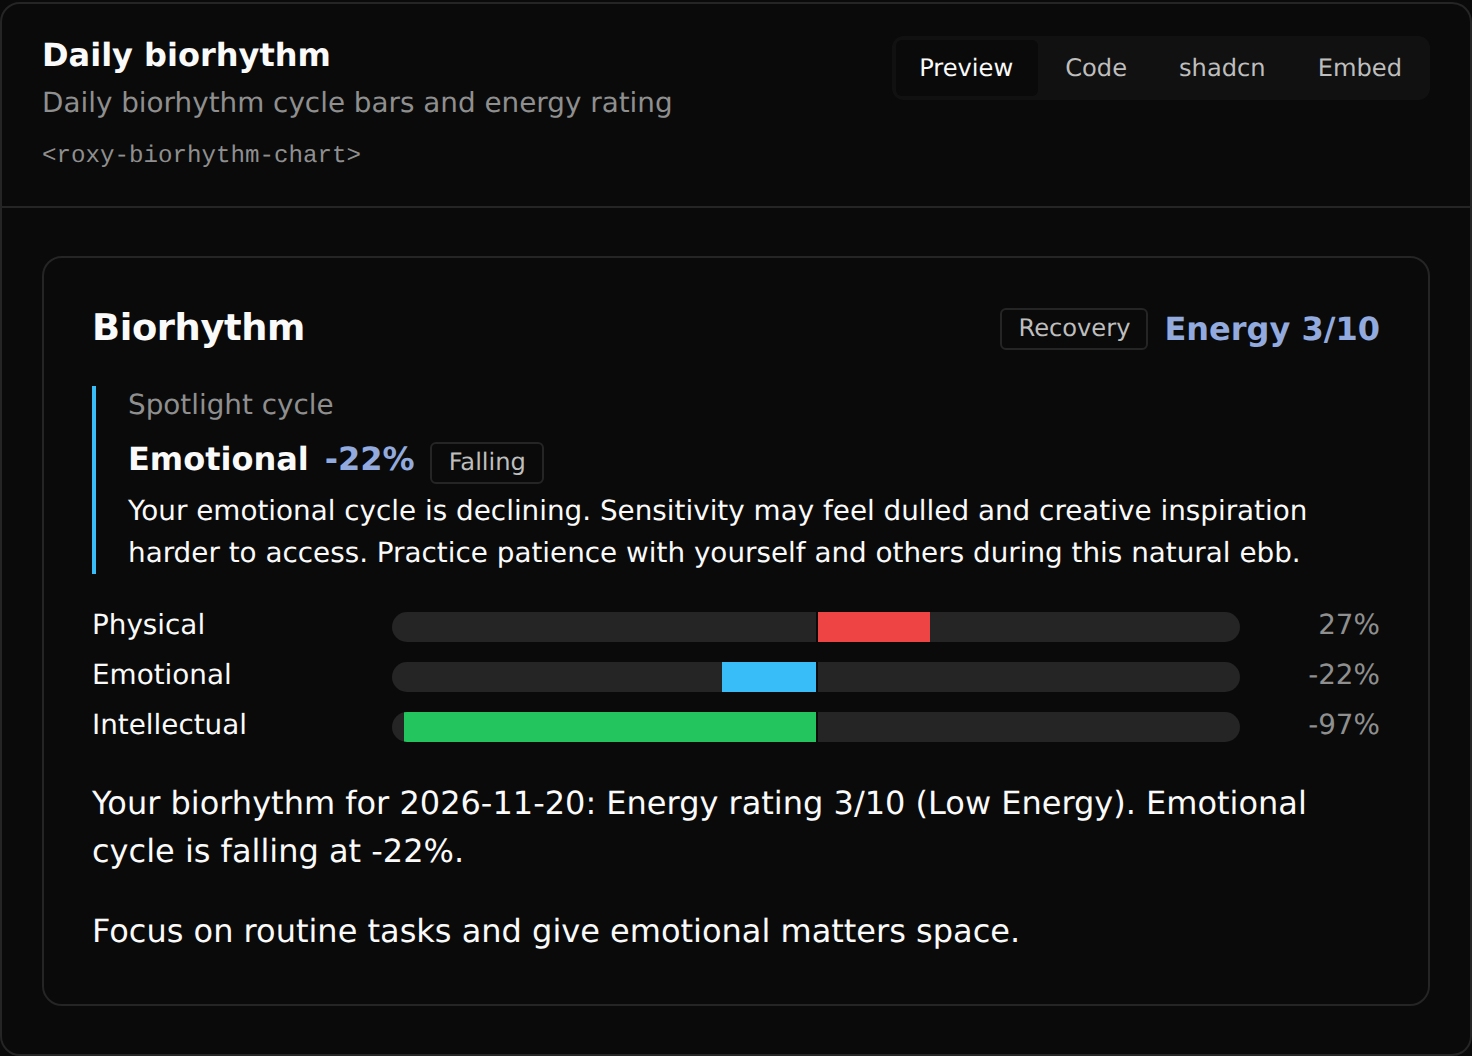 Daily biorhythm
Daily biorhythm cycle bars and energy rating
<roxy-biorhythm-chart>
Preview
Code
shadcn
Embed
Biorhythm
Recovery
Energy 3/10
Spotlight cycle
Emotional -22% Falling
Your emotional cycle is declining. Sensitivity may feel dulled and creative inspiration
harder to access. Practice patience with yourself and others during this natural ebb.
Physical 27%
Emotional -22%
Intellectual -97%
Your biorhythm for 2026-11-20: Energy rating 3/10 (Low Energy). Emotional
cycle is falling at -22%.
Focus on routine tasks and give emotional matters space.